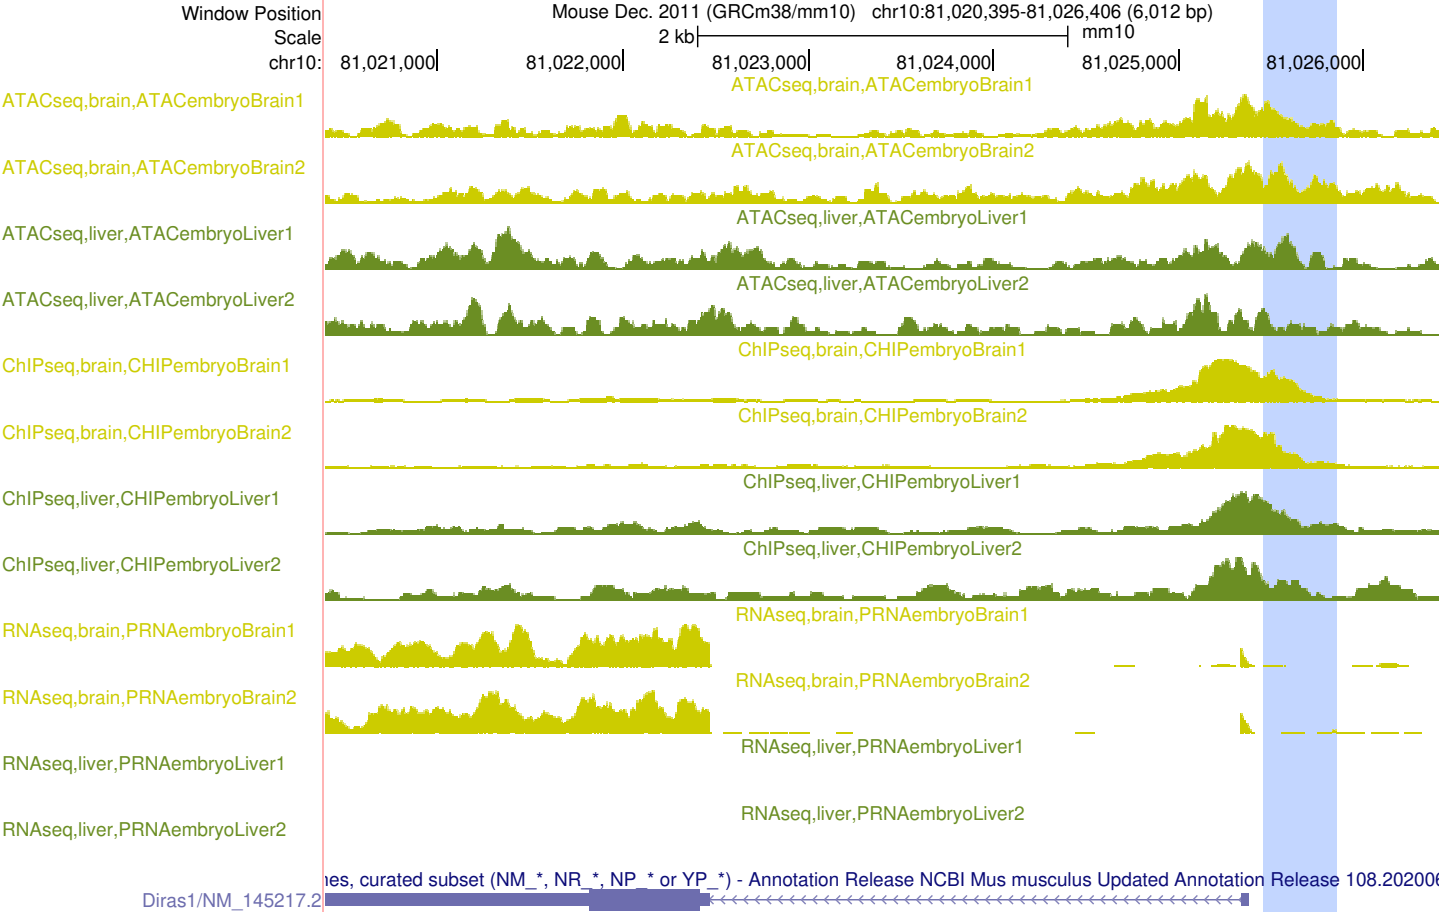 Window Position Mouse Dec. 2011 (GRCm38/mm10) chr10:81,020,395-81,026,406 (6,012 bp)
Scale 2 kb mm10
chr10: 81,021,000 81,022,000 81,023,000 81,024,000 81,025,000 81,026,000
ATACseq,brain,ATACembryoBrain1
ATACseq,brain,ATACembryoBrain1
ATACseq,brain,ATACembryoBrain2
ATACseq,brain,ATACembryoBrain2
ATACseq,liver,ATACembryoLiver1
ATACseq,liver,ATACembryoLiver1
ATACseq,liver,ATACembryoLiver2
ATACseq,liver,ATACembryoLiver2
ChIPseq,brain,CHIPembryoBrain1
ChIPseq,brain,CHIPembryoBrain1
ChIPseq,brain,CHIPembryoBrain2
ChIPseq,brain,CHIPembryoBrain2
ChIPseq,liver,CHIPembryoLiver1
ChIPseq,liver,CHIPembryoLiver1
ChIPseq,liver,CHIPembryoLiver2
ChIPseq,liver,CHIPembryoLiver2
RNAseq,brain,PRNAembryoBrain1
RNAseq,brain,PRNAembryoBrain1
RNAseq,brain,PRNAembryoBrain2
RNAseq,brain,PRNAembryoBrain2
RNAseq,liver,PRNAembryoLiver1
RNAseq,liver,PRNAembryoLiver1
RNAseq,liver,PRNAembryoLiver2
RNAseq,liver,PRNAembryoLiver2
nes, curated subset (NM_*, NR_*, NP_* or YP_*) - Annotation Release NCBI Mus musculus Updated Annotation Release 108.202006
Diras1/NM_145217.2